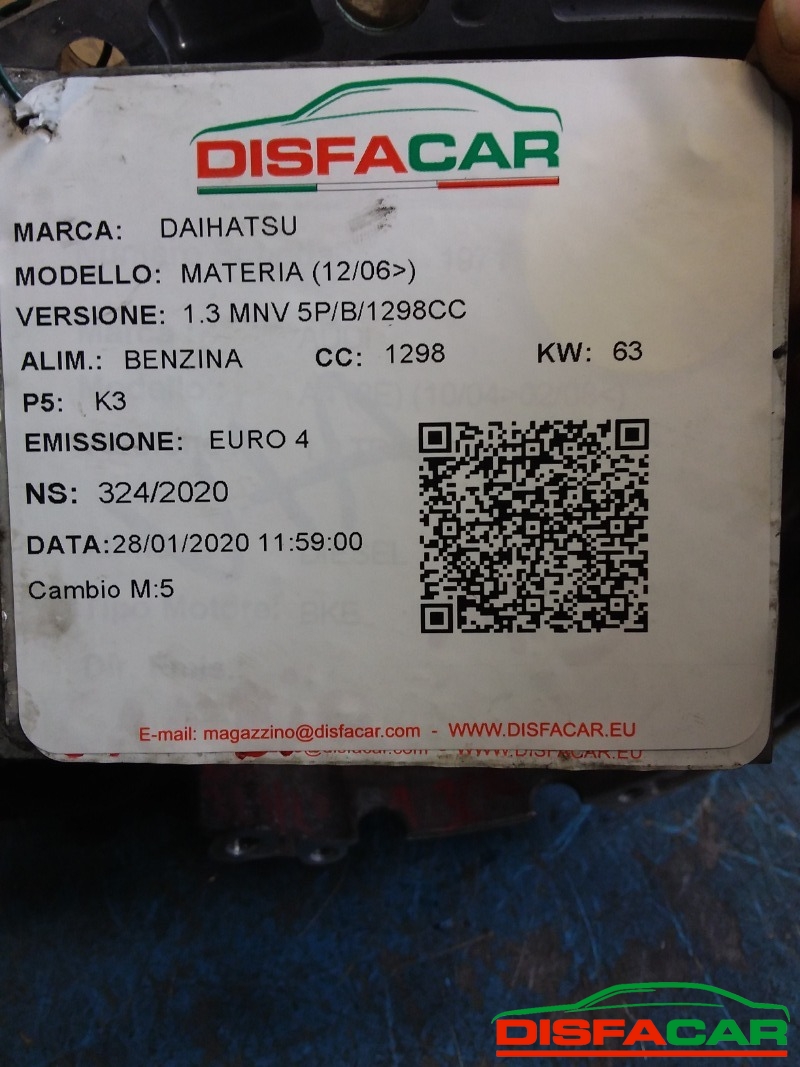 DISFACAR
MARCA: DAIHATSU
MODELLO: MATERIA (12/06>)
VERSIONE: 1.3 MNV 5P/B/1298CC
ALIM.: BENZINA CC: 1298 KW: 63
P5: K3
EMISSIONE: EURO 4
NS: 324/2020
DATA:28/01/2020 11:59:00
Cambio M:5
E-mail: magazzino@disfacar.com - WWW.DISFACAR.EU
DISFACAR